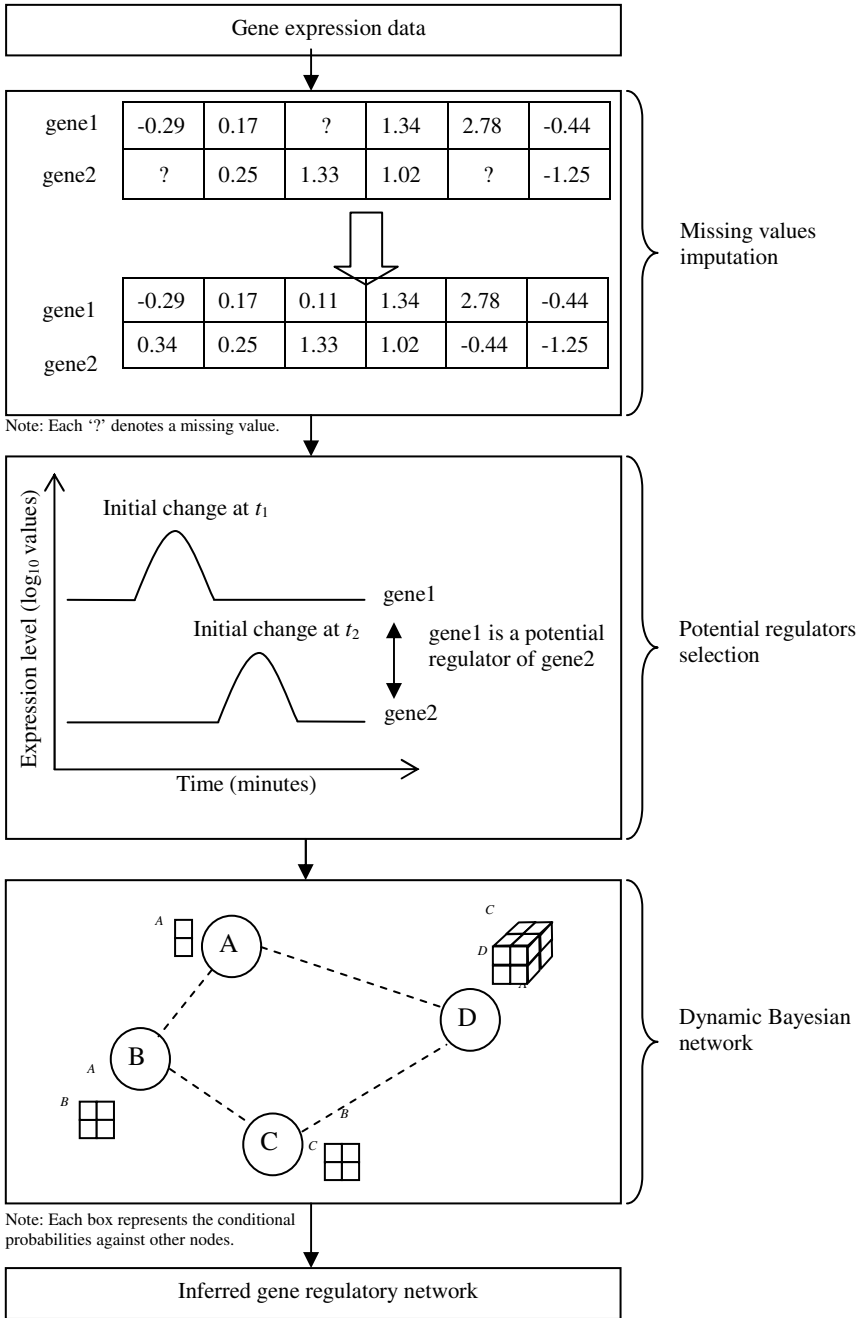 Gene expression data
gene1 -0.29 0.17 ? 1.34 2.78 -0.44
gene2 ? 0.25 1.33 1.02 ? -1.25
Missing values
imputation
gene1 -0.29 0.17 0.11 1.34 2.78 -0.44
gene2 0.34 0.25 1.33 1.02 -0.44 -1.25
Note: Each ‘?’ denotes a missing value.
Expression level (log10 values)
Initial change at t1
gene1
Initial change at t2
gene1 is a potential
regulator of gene2
gene2
Time (minutes)
Potential regulators
selection
A
A
C
D
A
D
B
A
B
C
B
C
Dynamic Bayesian
network
Note: Each box represents the conditional
probabilities against other nodes.
Inferred gene regulatory network